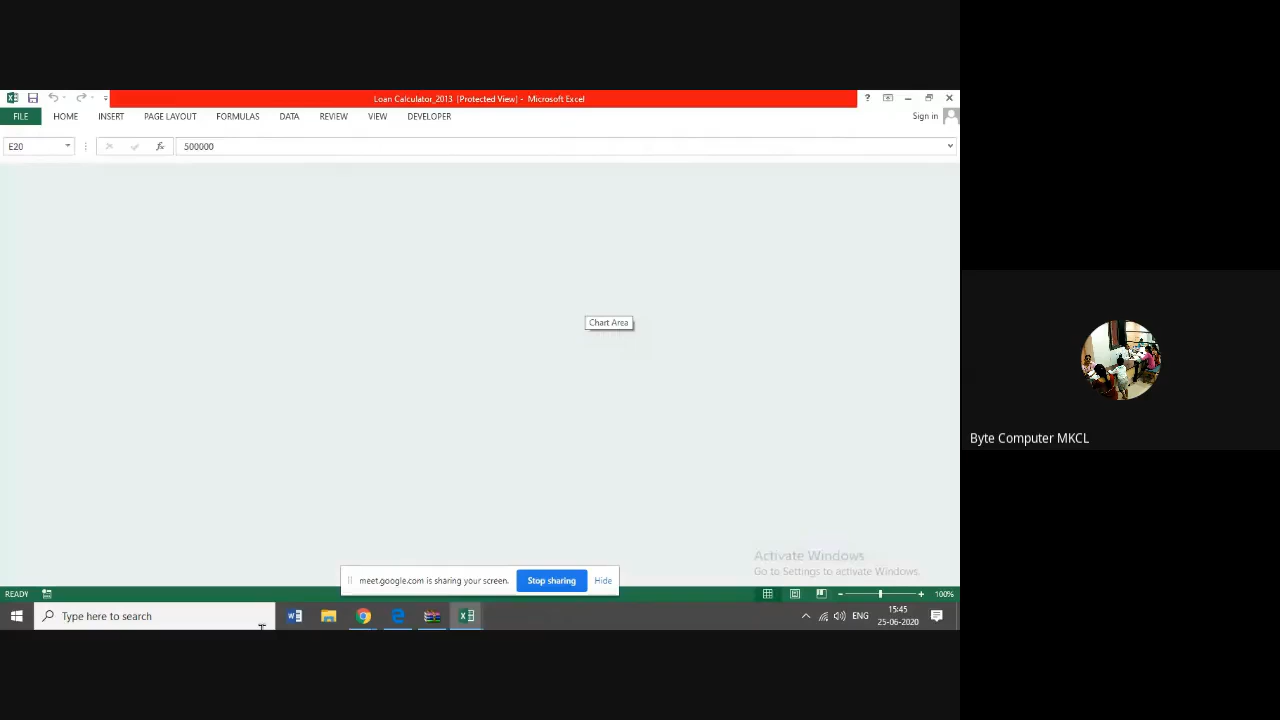 Loan Calculator_2013 [Protected View] - Microsoft Excel
?
FILE HOME INSERT PAGE LAYOUT FORMULAS DATA REVIEW VIEW DEVELOPER Sign in
E20 fx 500000
Chart Area
Byte Computer MKCL
Activate Windows
Go to Settings to activate Windows.
meet.google.com is sharing your screen. Stop sharing Hide
READY 100%
Type here to search
ENG
15:45
25-06-2020